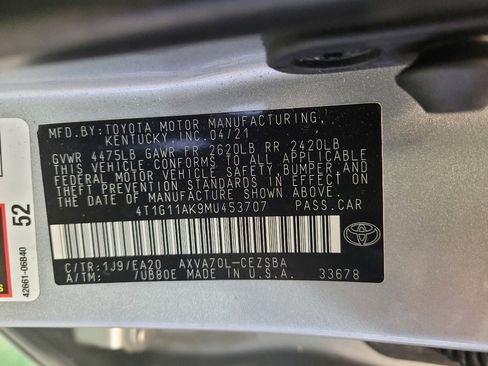 MFD.BY:TOYOTA MOTOR MANUFACTURING,
KENTUCKY, INC. 04/21
GVWR 4475LB GAWR FR 2620LB RR 2420LB
THIS VEHICLE CONFORMS TO ALL APPLICABLE
FEDERAL MOTOR VEHICLE SAFETY, BUMPER, AND
THEFT PREVENTION STANDARDS IN EFFECT ON
THE DATE OF MANUFACTURE SHOWN ABOVE.
4T1G11AK9MU453707 PASS.CAR
C/TR:1J9/EA20 AXVA70L-CEZSBA
A/TM: /UB80E MADE IN U.S.A. 33678
52
42661-06B40